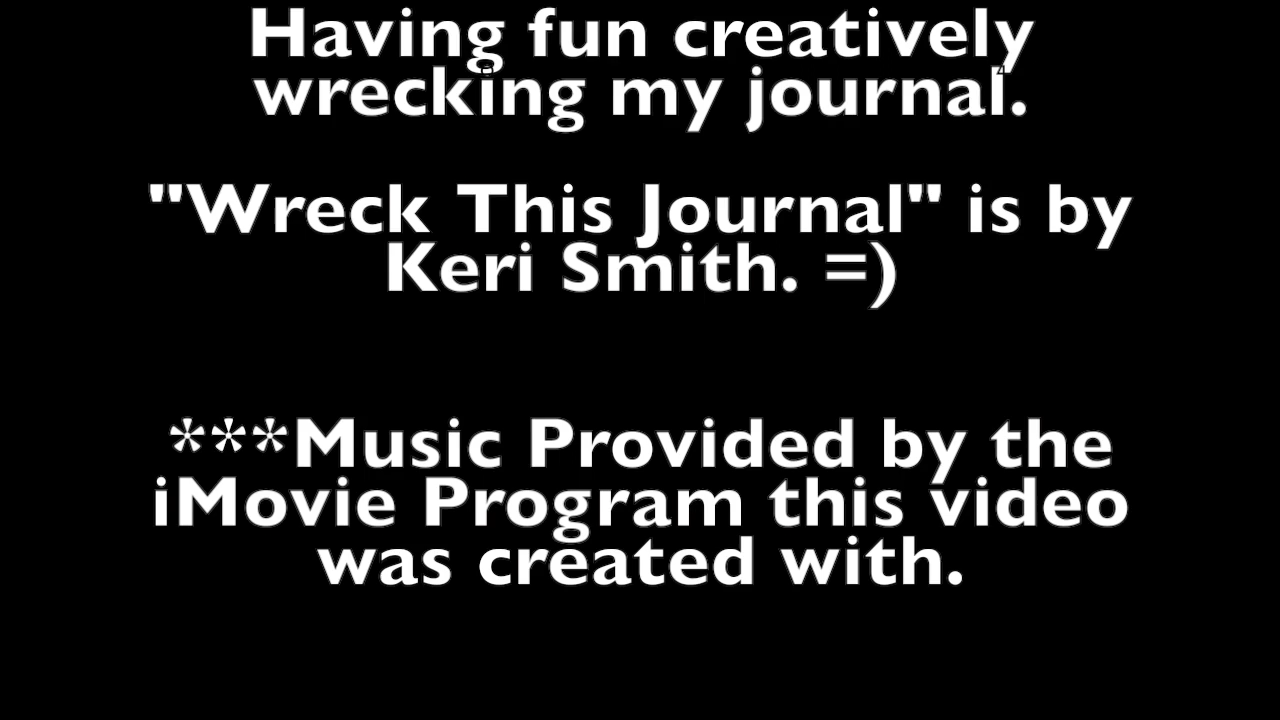 Having fun creatively
wrecking my journal.
"Wreck This Journal" is by
Keri Smith. =)
***Music Provided by the
iMovie Program this video
was created with.